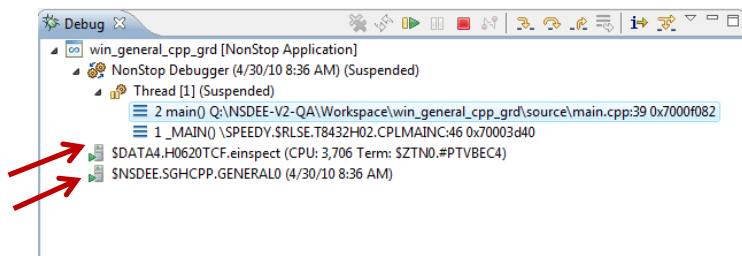 Debug
win_general_cpp_grd [NonStop Application]
NonStop Debugger (4/30/10 8:36 AM) (Suspended)
Thread [1] (Suspended)
2 main() Q:\NSDEE-V2-QA\Workspace\win_general_cpp_grd\source\main.cpp:39 0x7000f082
1 _MAIN() \SPEEDY.$RLSE.T8432H02.CPLMAINC:46 0x70003d40
$DATA4.H0620TCF.einspect (CPU: 3,706 Term: $ZTN0.#PTVBEC4)
$NSDEE.SGHCPP.GENERAL0 (4/30/10 8:36 AM)